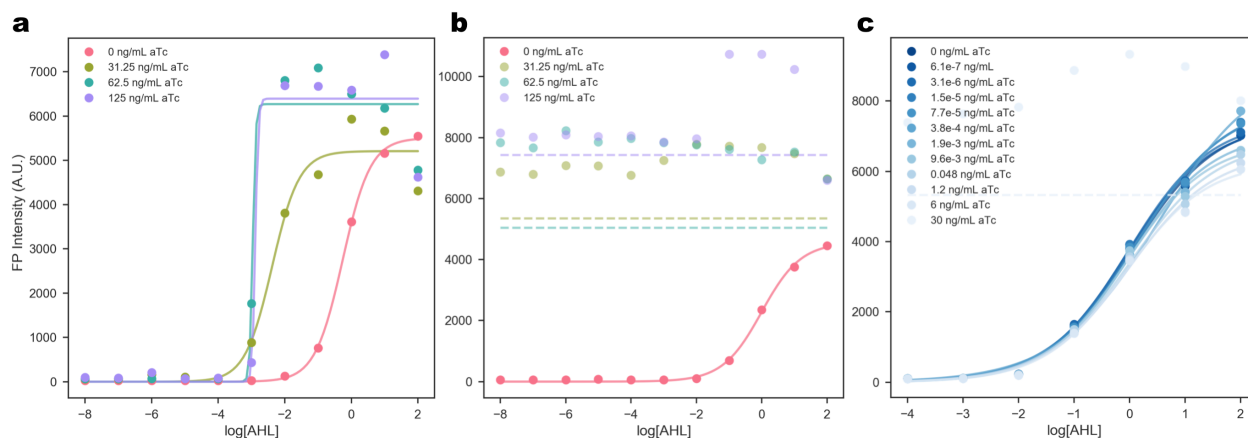 a
0 ng/mL aTc
31.25 ng/mL aTc
62.5 ng/mL aTc
125 ng/mL aTc
FP Intensity (A.U.)
7000
6000
5000
4000
3000
2000
1000
0
−8
−6
−4
−2
0
2
log[AHL]
b
0 ng/mL aTc
31.25 ng/mL aTc
62.5 ng/mL aTc
125 ng/mL aTc
10000
8000
6000
4000
2000
0
−8
−6
−4
−2
0
2
log[AHL]
c
0 ng/mL aTc
6.1e-7 ng/mL
3.1e-6 ng/mL aTc
1.5e-5 ng/mL aTc
7.7e-5 ng/mL aTc
3.8e-4 ng/mL aTc
1.9e-3 ng/mL aTc
9.6e-3 ng/mL aTc
0.048 ng/mL aTc
1.2 ng/mL aTc
6 ng/mL aTc
30 ng/mL aTc
8000
6000
4000
2000
0
−4
−3
−2
−1
0
1
2
log[AHL]